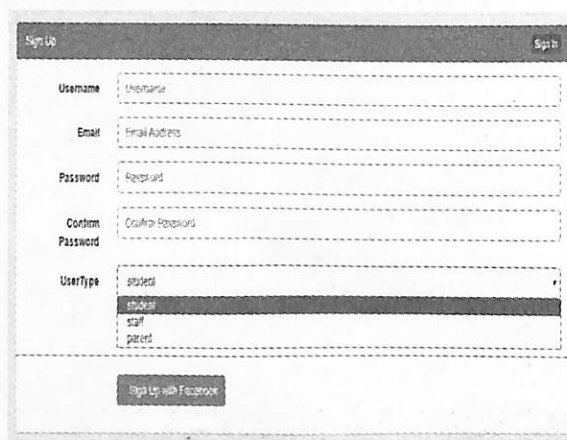 Sign Up
Sign In
Username
Username
Email
Email Address
Password
Password
Confirm
Password
Confirm Password
UserType
student
student
staff
parent
Sign Up with Facebook